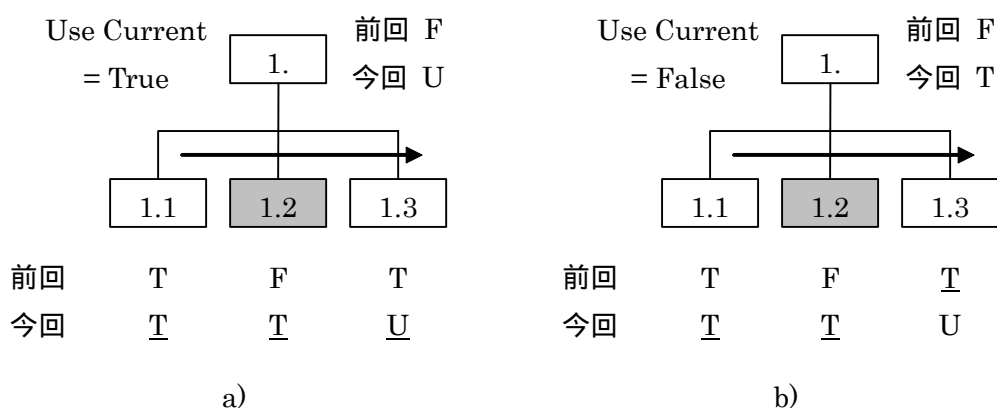 Use Current
= True
1.
前回 F
今回 U
1.1 1.2 1.3
前回 T F T
今回 T T U
a)
Use Current
= False
1.
前回 F
今回 T
1.1 1.2 1.3
前回 T F T
今回 T T U
b)